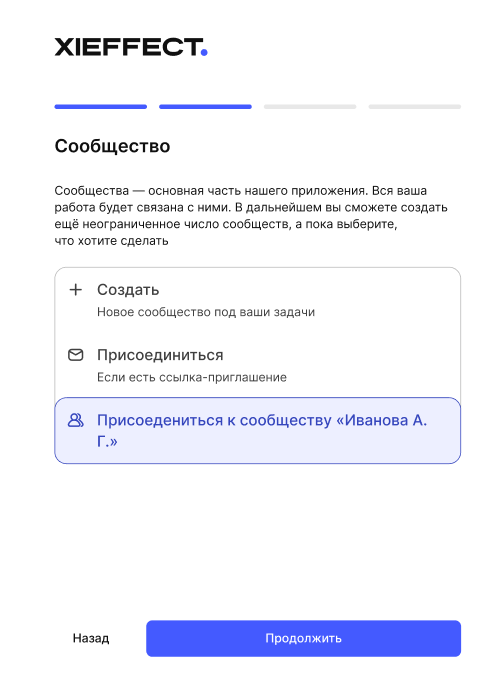 XIEFFECT.
Сообщество
Сообщества — основная часть нашего приложения. Вся ваша
работа будет связана с ними. В дальнейшем вы сможете создать
ещё неограниченное число сообществ, а пока выберите,
что хотите сделать
Создать
Новое сообщество под ваши задачи
Присоединиться
Если есть ссылка-приглашение
Присоедениться к сообществу «Иванова А.
Г.»
Назад
Продолжить